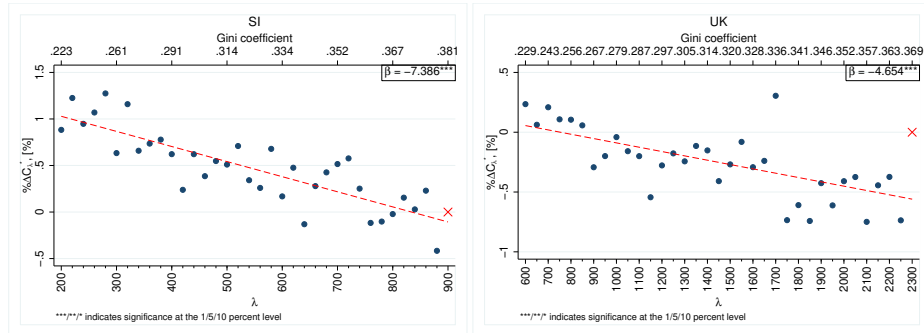 SI
Gini coefficient
.223 .261 .291 .314 .334 .352 .367 .381
β = −7.386***
%ΔC*λ, [%]
1.5
1
.5
0
-.5
200 300 400 500 600 700 800 900
λ
***/**/* indicates significance at the 1/5/10 percent level
UK
Gini coefficient
.229.243.256.267.279.287.297.305.314.320.328.336.341.346.352.357.363.369
β = −4.654***
%ΔC*λ, [%]
.5
0
-.5
-1
600 700 800 900 1000 1100 1200 1300 1400 1500 1600 1700 1800 1900 2000 2100 2200 2300
λ
***/**/* indicates significance at the 1/5/10 percent level